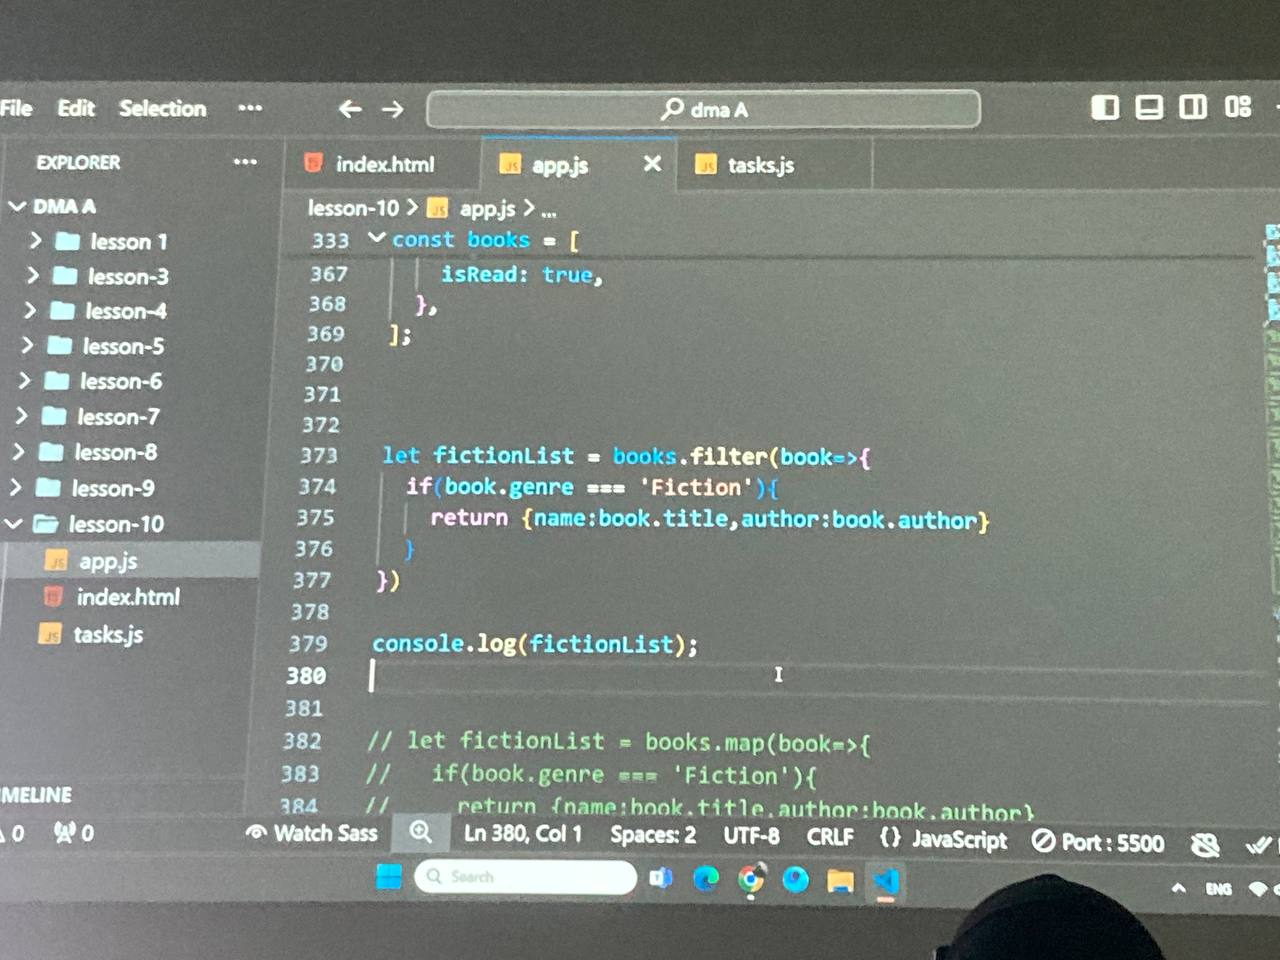 File Edit Selection ···
dma A
EXPLORER ···
index.html
app.js
tasks.js
DMA A
lesson 1
lesson-3
lesson-4
lesson-5
lesson-6
lesson-7
lesson-8
lesson-9
lesson-10
app.js
index.html
tasks.js
lesson-10 > app.js > ...
333 const books = [
367 isRead: true,
368 },
369 ];
370
371
372
373 let fictionList = books.filter(book=>{
374 if(book.genre === 'Fiction'){
375 return {name:book.title,author:book.author}
376 }
377 })
378
379 console.log(fictionList);
380
381
382 // let fictionList = books.map(book=>{
383 // if(book.genre === 'Fiction'){
384 // return {name:book.title,author:book.author}
MELINE
0 0 Watch Sass Ln 380, Col 1 Spaces: 2 UTF-8 CRLF {} JavaScript Port : 5500
Search
ENG